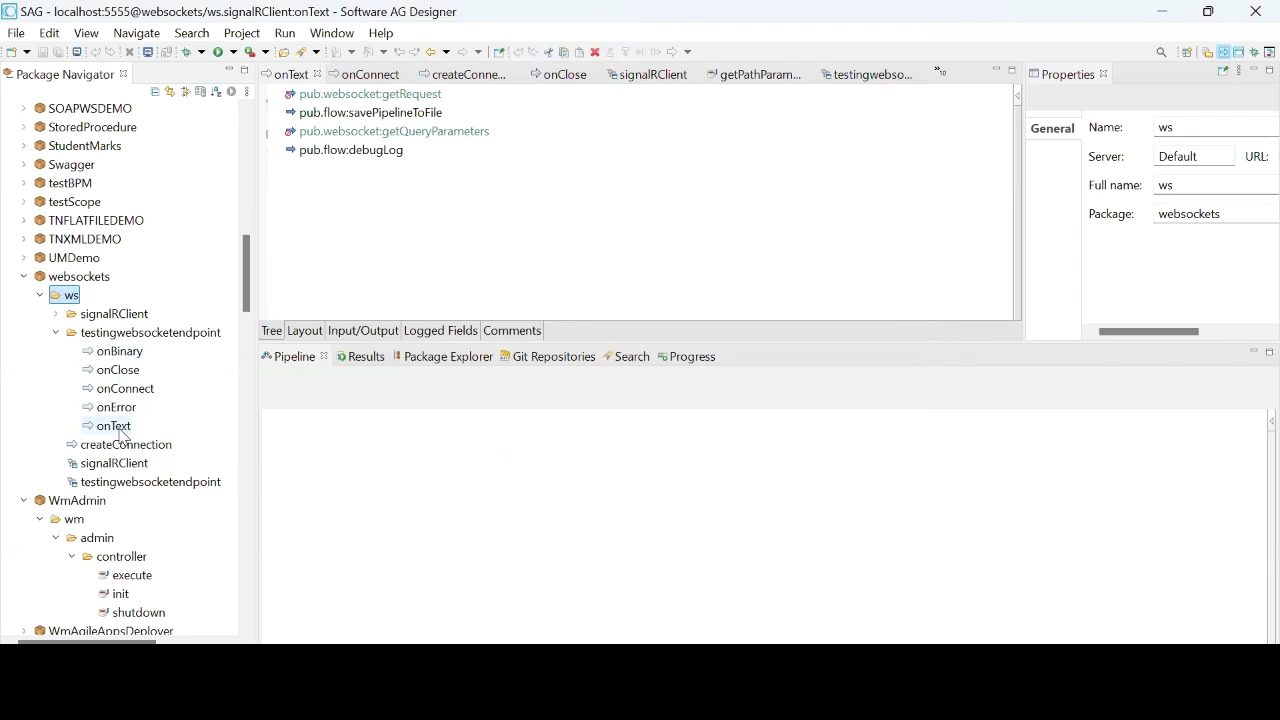 SAG - localhost:5555@websockets/ws.signalRClient:onText - Software AG Designer
File Edit View Navigate Search Project Run Window Help
Package Navigator
SOAPWSDEMO
StoredProcedure
StudentMarks
Swagger
testBPM
testScope
TNFLATFILEDEMO
TNXMLDEMO
UMDemo
websockets
ws
signalRClient
testingwebsocketendpoint
onBinary
onClose
onConnect
onError
onText
createConnection
signalRClient
testingwebsocketendpoint
WmAdmin
wm
admin
controller
execute
init
shutdown
WmAgileAppsDeployer
onText onConnect createConne... onClose signalRClient getPathParam... testingwebso... »10
pub.websocket:getRequest
pub.flow:savePipelineToFile
pub.websocket:getQueryParameters
pub.flow:debugLog
Tree Layout Input/Output Logged Fields Comments
Pipeline Results Package Explorer Git Repositories Search Progress
Properties
General
Name: ws
Server: Default URL:
Full name: ws
Package: websockets